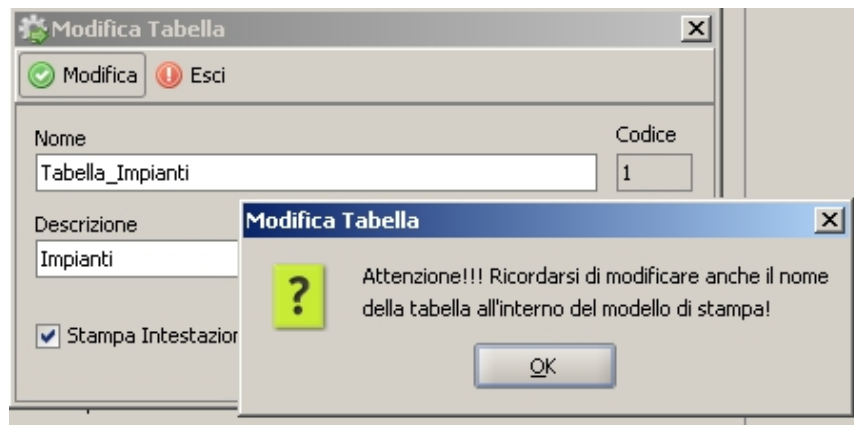 Modifica Tabella
Modifica Esci
Nome Codice
Tabella_Impianti 1
Descrizione
Impianti
Stampa
Modifica Tabella
Attenzione!!! Ricordarsi di modificare anche il nome
della tabella all'interno del modello di stampa!
OK